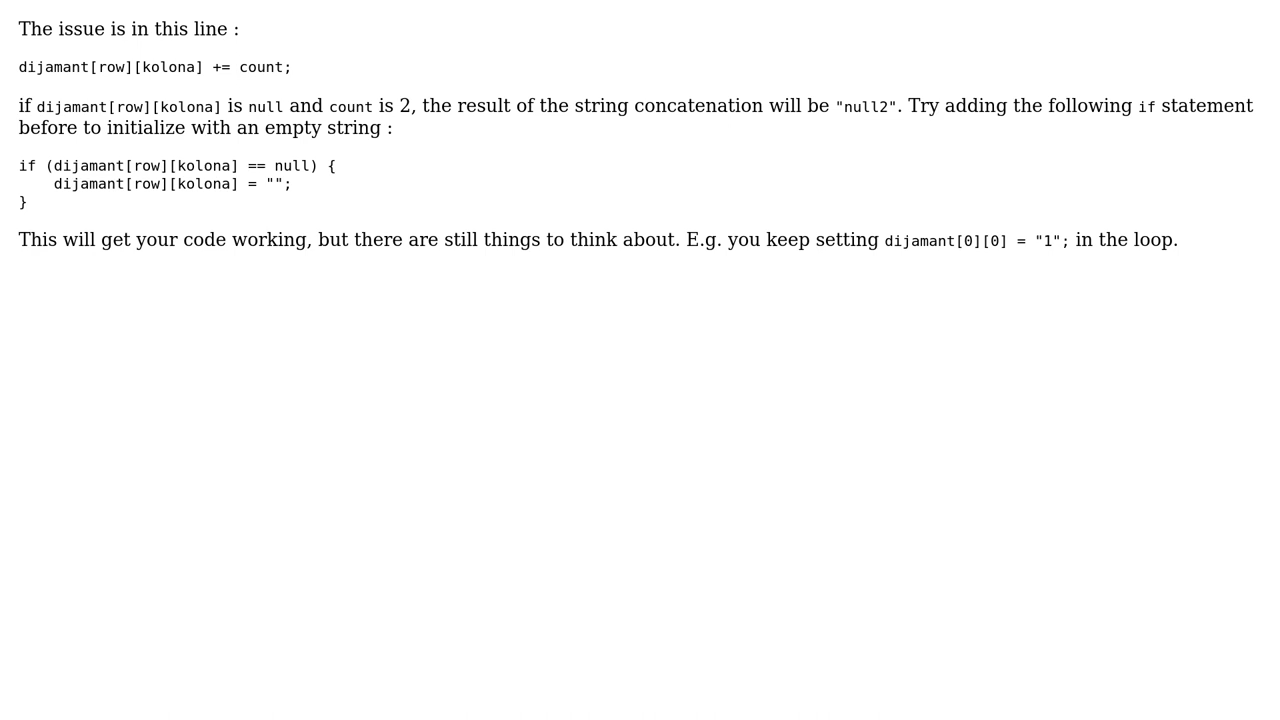 The issue is in this line :
dijamant[row][kolona] += count;
if dijamant[row][kolona] is null and count is 2, the result of the string concatenation will be "null2". Try adding the following if statement
before to initialize with an empty string :
if (dijamant[row][kolona] == null) {
    dijamant[row][kolona] = "";
}
This will get your code working, but there are still things to think about. E.g. you keep setting dijamant[0][0] = "1"; in the loop.